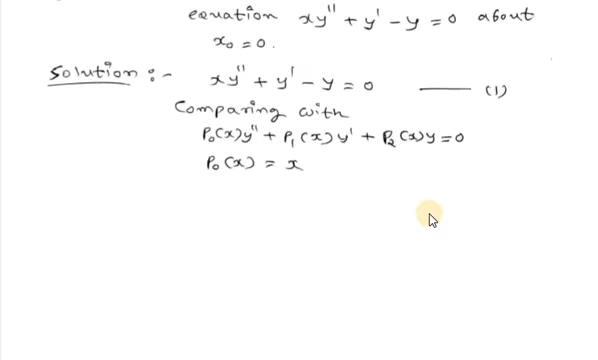 equation xy'' + y' - y = 0 about
x₀ = 0.
Solution :- xy'' + y' - y = 0 —— (1)
Comparing with
P₀(x)y'' + P₁(x)y' + P₂(x)y = 0
P₀(x) = x